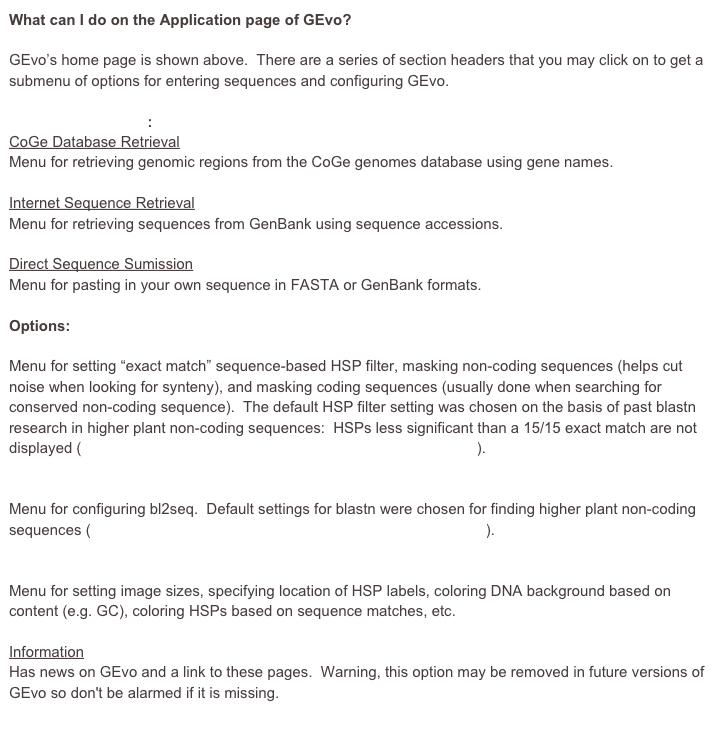 What can I do on the Application page of GEvo?
GEvo’s home page is shown above.  There are a series of section headers that you may click on to get a
submenu of options for entering sequences and configuring GEvo.
:
CoGe Database Retrieval
Menu for retrieving genomic regions from the CoGe genomes database using gene names.
Internet Sequence Retrieval
Menu for retrieving sequences from GenBank using sequence accessions.
Direct Sequence Sumission
Menu for pasting in your own sequence in FASTA or GenBank formats.
Options:
Menu for setting “exact match” sequence-based HSP filter, masking non-coding sequences (helps cut
noise when looking for synteny), and masking coding sequences (usually done when searching for
conserved non-coding sequence).  The default HSP filter setting was chosen on the basis of past blastn
research in higher plant non-coding sequences:  HSPs less significant than a 15/15 exact match are not
displayed ( ).
Menu for configuring bl2seq.  Default settings for blastn were chosen for finding higher plant non-coding
sequences ( ).
Menu for setting image sizes, specifying location of HSP labels, coloring DNA background based on
content (e.g. GC), coloring HSPs based on sequence matches, etc.
Information
Has news on GEvo and a link to these pages.  Warning, this option may be removed in future versions of
GEvo so don't be alarmed if it is missing.